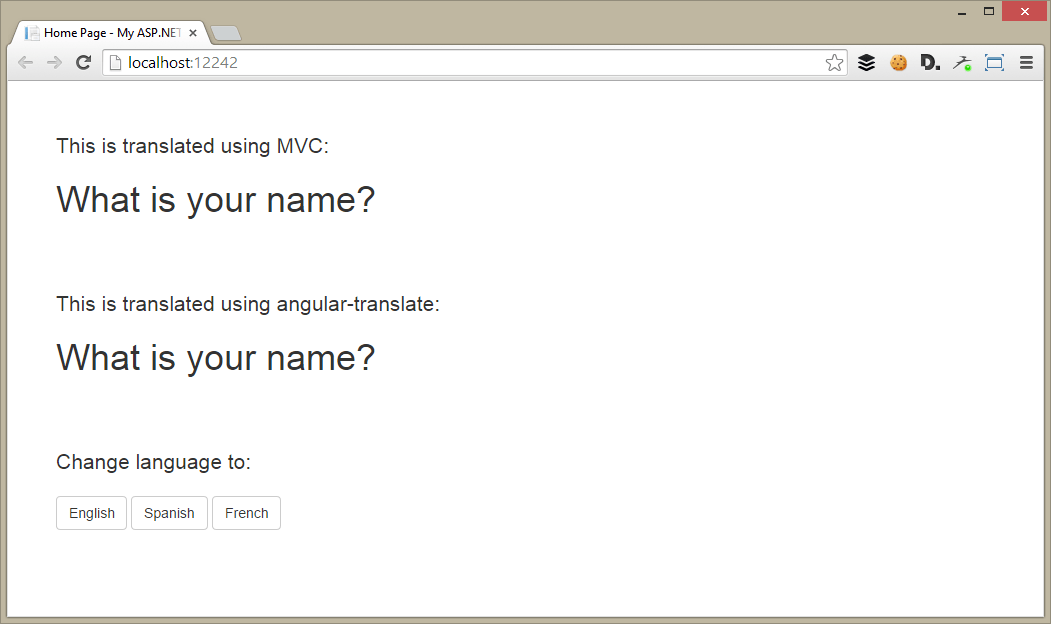 Home Page - My ASP.NET
localhost:12242
D.
This is translated using MVC:
What is your name?
This is translated using angular-translate:
What is your name?
Change language to:
English Spanish French